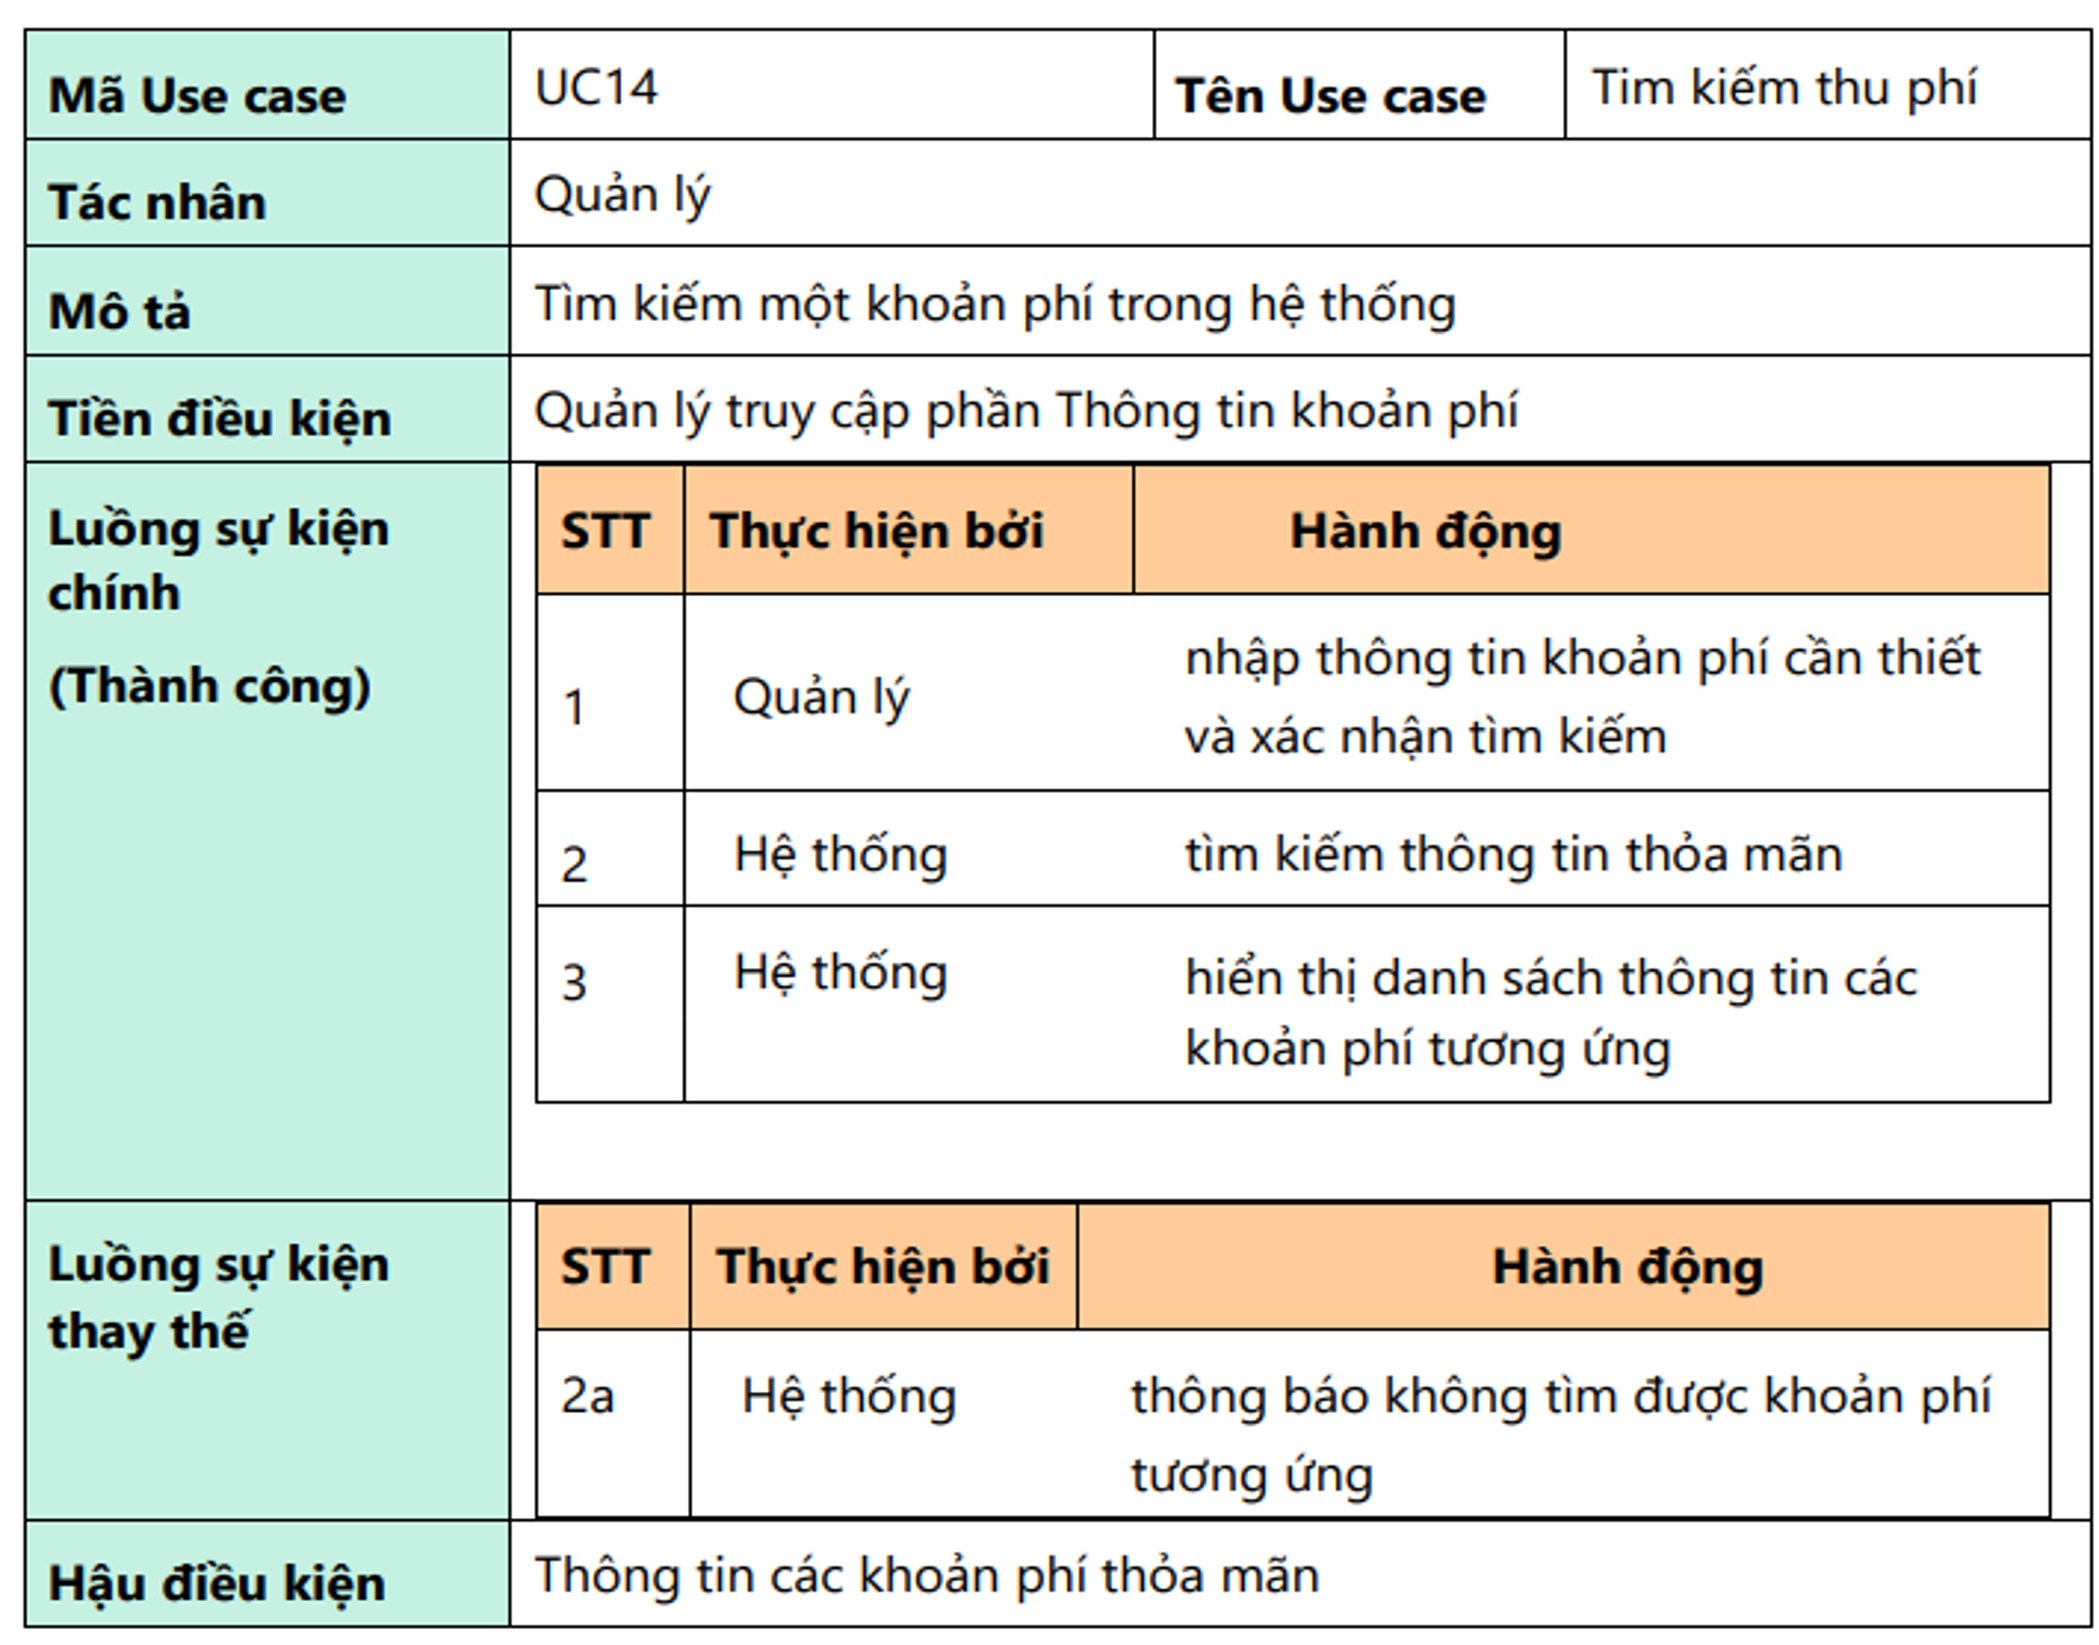 Mã Use case UC14 Tên Use case Tim kiếm thu phí
Tác nhân Quản lý
Mô tả Tìm kiếm một khoản phí trong hệ thống
Tiền điều kiện Quản lý truy cập phần Thông tin khoản phí
Luồng sự kiện
chính
(Thành công)
STT Thực hiện bởi Hành động
1 Quản lý nhập thông tin khoản phí cần thiết
và xác nhận tìm kiếm
2 Hệ thống tìm kiếm thông tin thỏa mãn
3 Hệ thống hiển thị danh sách thông tin các
khoản phí tương ứng
Luồng sự kiện
thay thế
STT Thực hiện bởi Hành động
2a Hệ thống thông báo không tìm được khoản phí
tương ứng
Hậu điều kiện Thông tin các khoản phí thỏa mãn